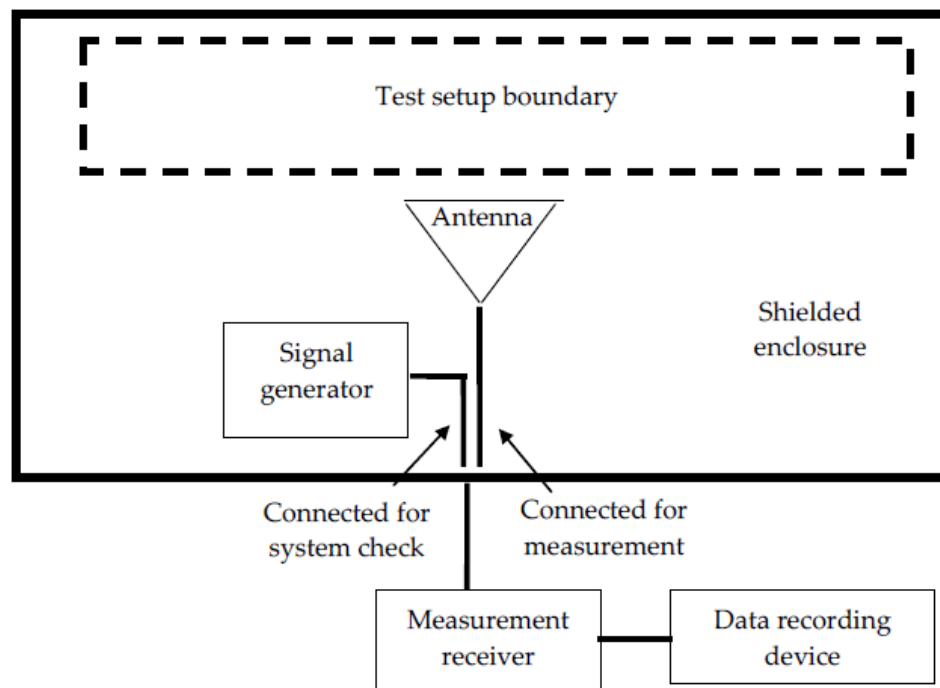 Test setup boundary
Antenna
Shielded
enclosure
Signal
generator
Connected for
system check
Connected for
measurement
Measurement
receiver
Data recording
device